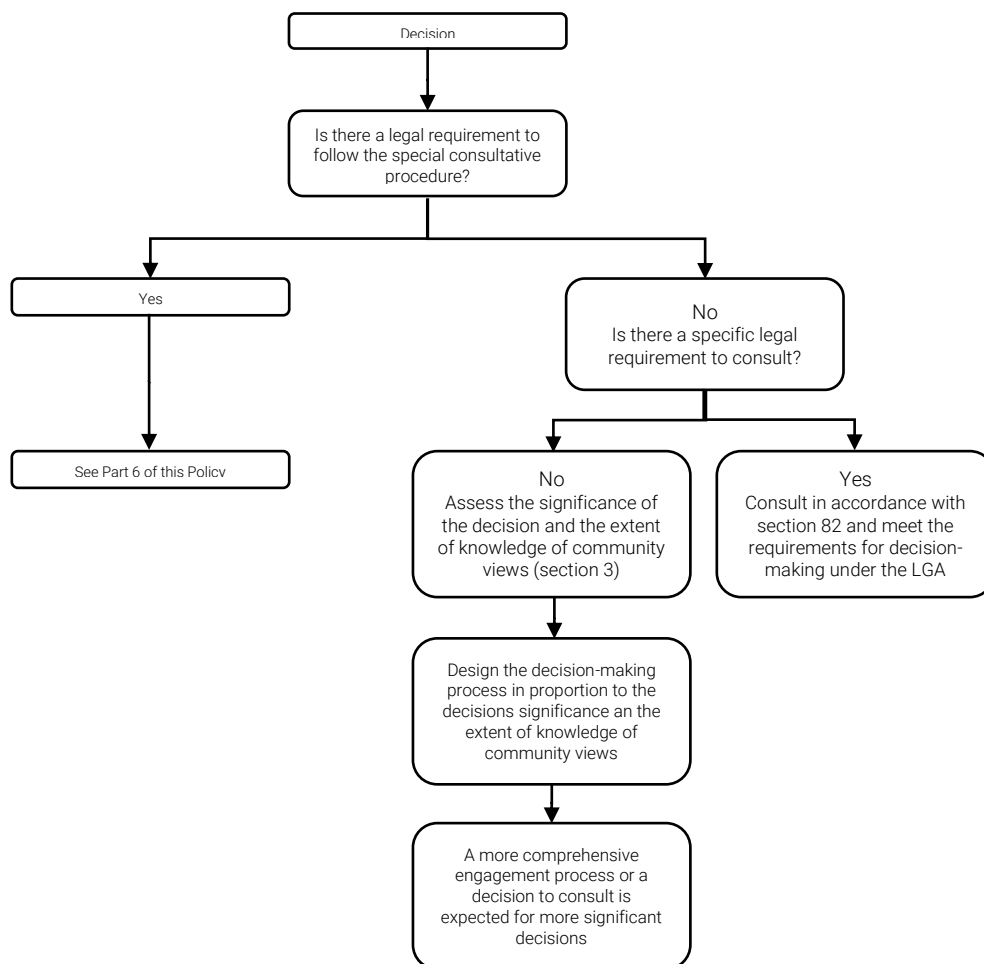 Decision
Is there a legal requirement to
follow the special consultative
procedure?
Yes
No
Is there a specific legal
requirement to consult?
See Part 6 of this Policy
No
Assess the significance of
the decision and the extent
of knowledge of community
views (section 3)
Yes
Consult in accordance with
section 82 and meet the
requirements for decision-
making under the LGA
Design the decision-making
process in proportion to the
decisions significance an the
extent of knowledge of
community views
A more comprehensive
engagement process or a
decision to consult is
expected for more significant
decisions